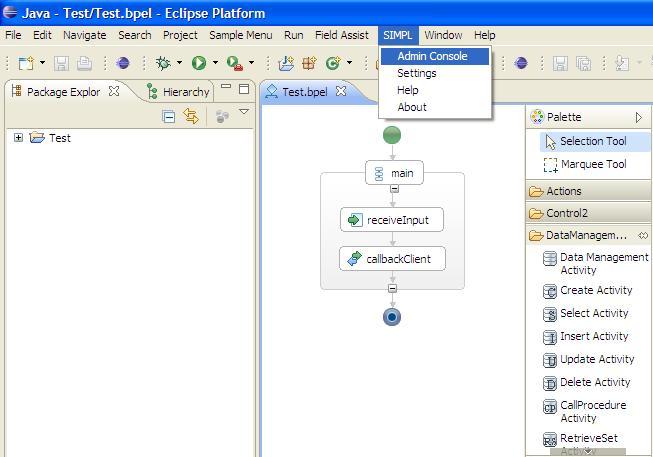 Java - Test/Test.bpel - Eclipse Platform
File Edit Navigate Search Project Sample Menu Run Field Assist SIMPL Window Help
Admin Console
Settings
Help
About
Package Explor Hierarchy
Test
Test.bpel
main
receiveInput
callbackClient
Palette
Selection Tool
Marquee Tool
Actions
Control2
DataManagem...
Data Management
Activity
Create Activity
Select Activity
Insert Activity
Update Activity
Delete Activity
CallProcedure
Activity
RetrieveSet